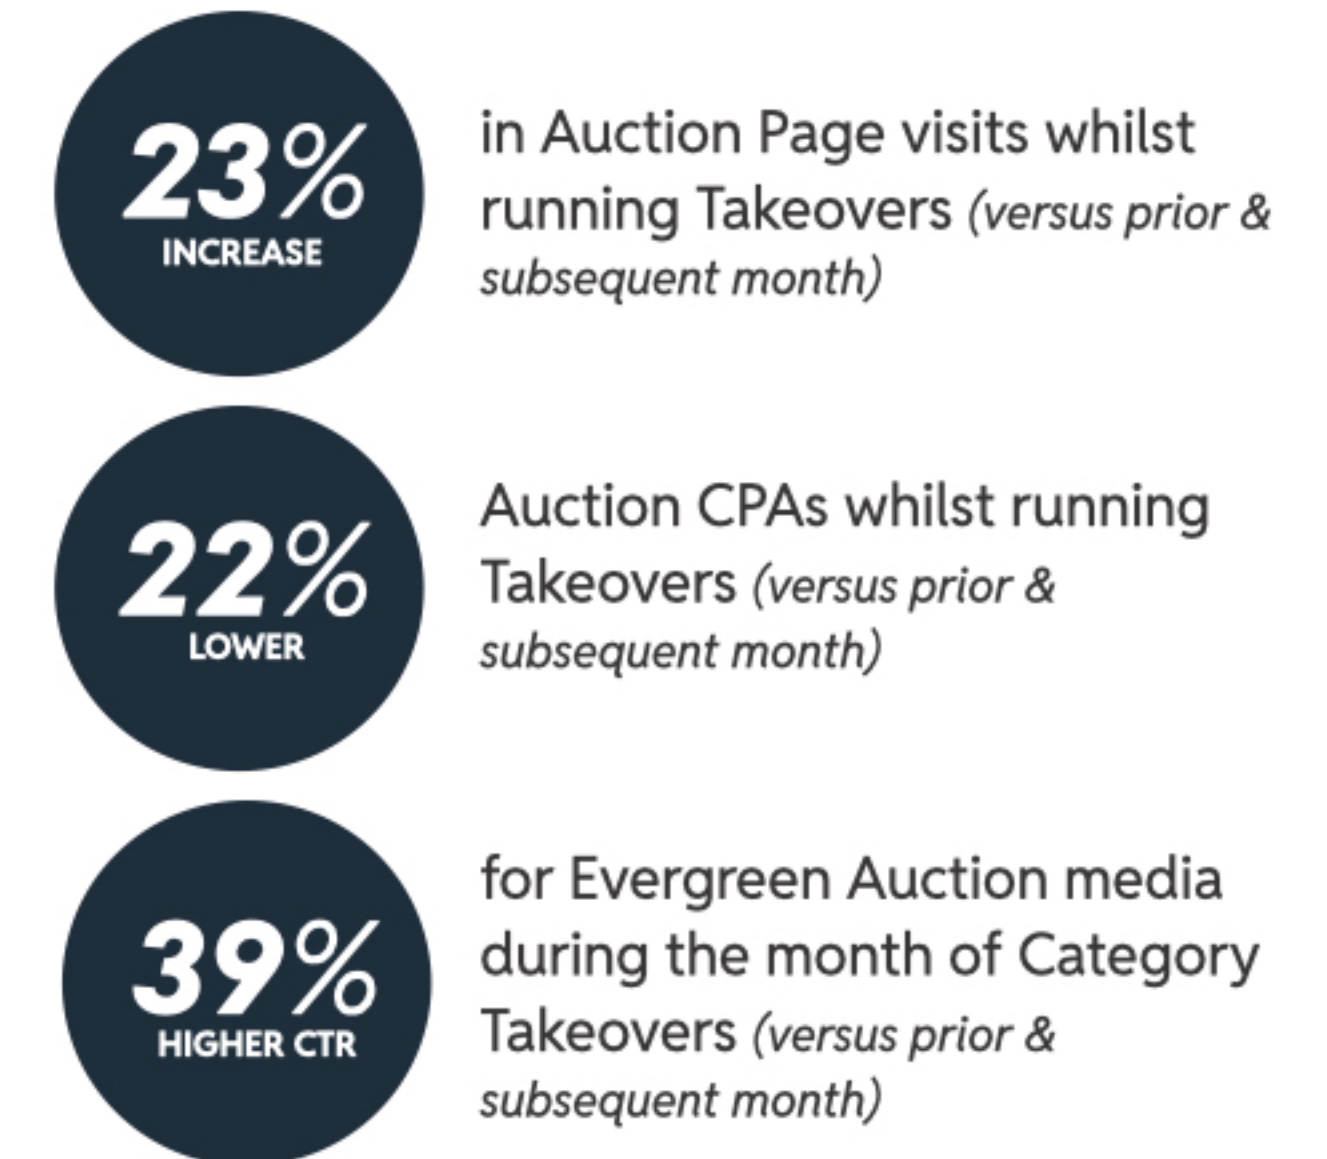 23%
INCREASE
in Auction Page visits whilst
running Takeovers (versus prior &
subsequent month)
22%
LOWER
Auction CPAs whilst running
Takeovers (versus prior &
subsequent month)
39%
HIGHER CTR
for Evergreen Auction media
during the month of Category
Takeovers (versus prior &
subsequent month)